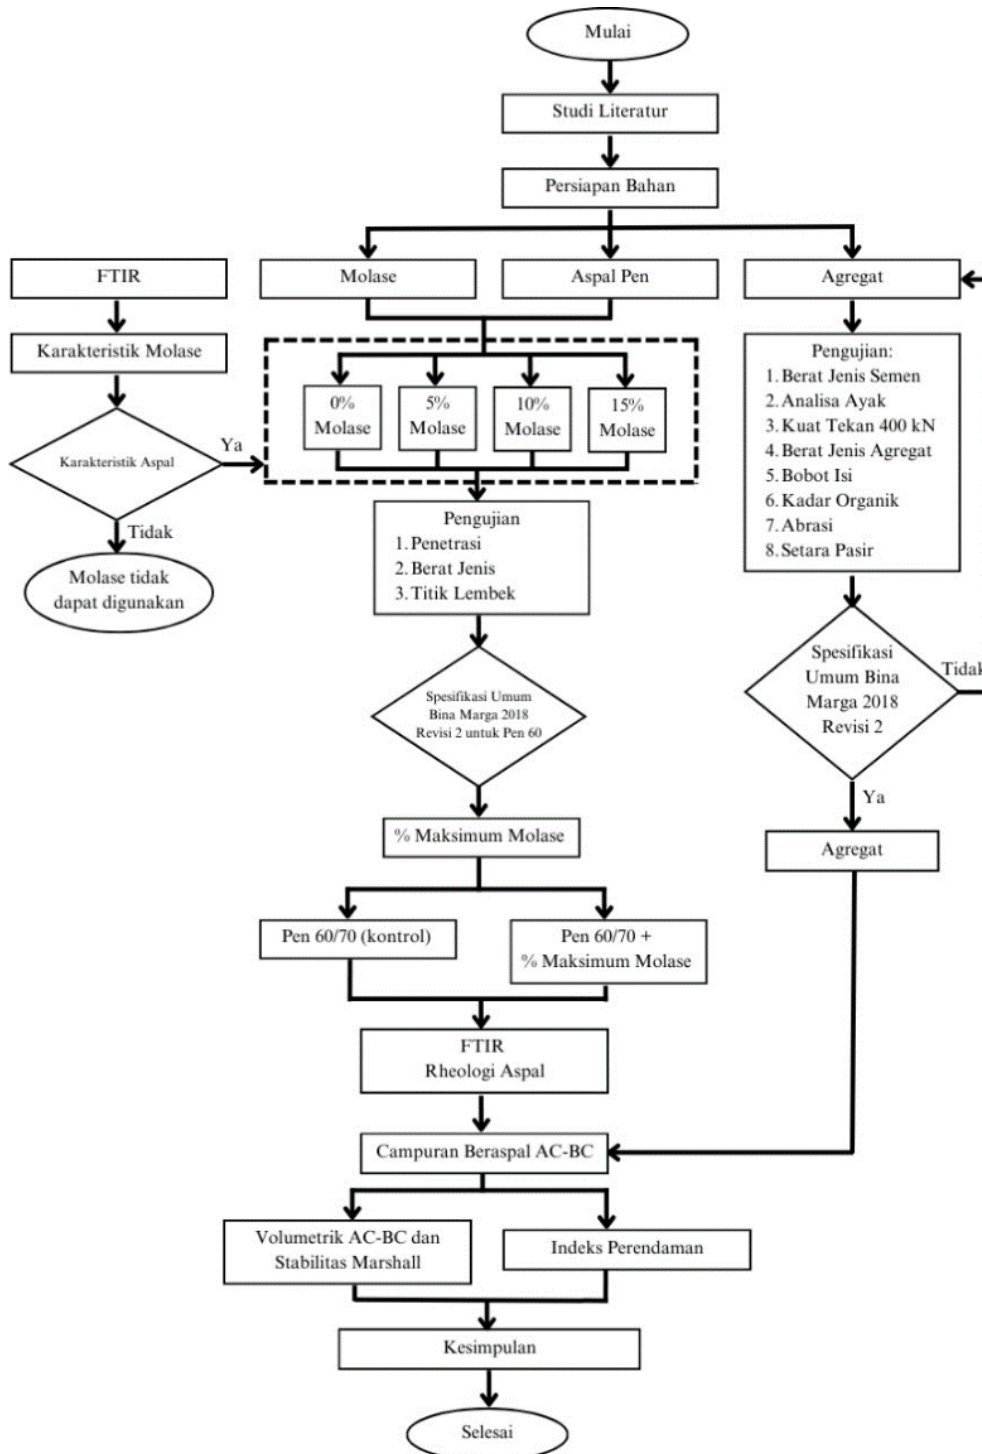 Mulai
Studi Literatur
Persiapan Bahan
FTIR
Molase
Aspal Pen
Agregat
Karakteristik Molase
Karakteristik Aspal
Ya
Tidak
Molase tidak
dapat digunakan
0%
Molase
5%
Molase
10%
Molase
15%
Molase
Pengujian
1. Penetrasi
2. Berat Jenis
3. Titik Lembek
Pengujian:
1. Berat Jenis Semen
2. Analisa Ayak
3. Kuat Tekan 400 kN
4. Berat Jenis Agregat
5. Bobot Isi
6. Kadar Organik
7. Abrasi
8. Setara Pasir
Spesifikasi Umum
Bina Marga 2018
Revisi 2 untuk Pen 60
Spesifikasi
Umum Bina
Marga 2018
Revisi 2
Tidak
Ya
% Maksimum Molase
Agregat
Pen 60/70 (kontrol)
Pen 60/70 +
% Maksimum Molase
FTIR
Rheologi Aspal
Campuran Beraspal AC-BC
Volumetrik AC-BC dan
Stabilitas Marshall
Indeks Perendaman
Kesimpulan
Selesai